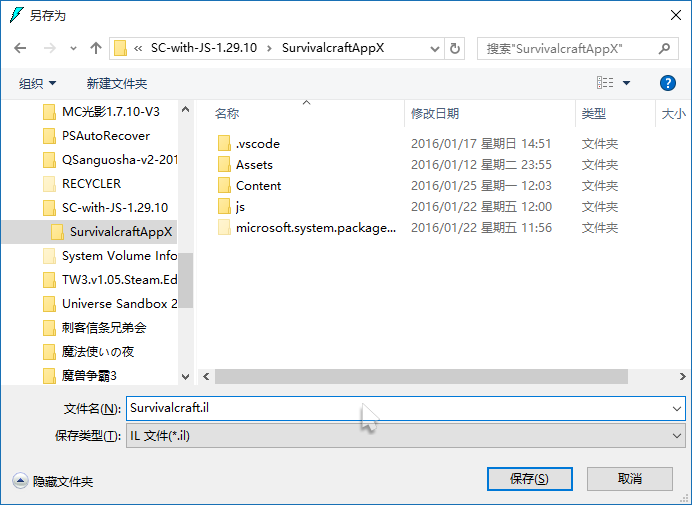 另存为
« SC-with-JS-1.29.10 › SurvivalcraftAppX
搜索"SurvivalcraftAppX"
组织 新建文件夹
MC光影1.7.10-V3
PSAutoRecover
QSanguosha-v2-201
RECYCLER
SC-with-JS-1.29.10
SurvivalcraftAppX
System Volume Info
TW3.v1.05.Steam.Ed
Universe Sandbox 2
刺客信条兄弟会
魔法使いの夜
魔兽争霸3
名称 修改日期 类型 大小
.vscode 2016/01/17 星期日 14:51 文件夹
Assets 2016/01/12 星期二 23:55 文件夹
Content 2016/01/25 星期一 12:03 文件夹
js 2016/01/22 星期五 12:00 文件夹
microsoft.system.package... 2016/01/22 星期五 11:56 文件夹
文件名(N): Survivalcraft.il
保存类型(T): IL 文件(*.il)
隐藏文件夹 保存(S) 取消